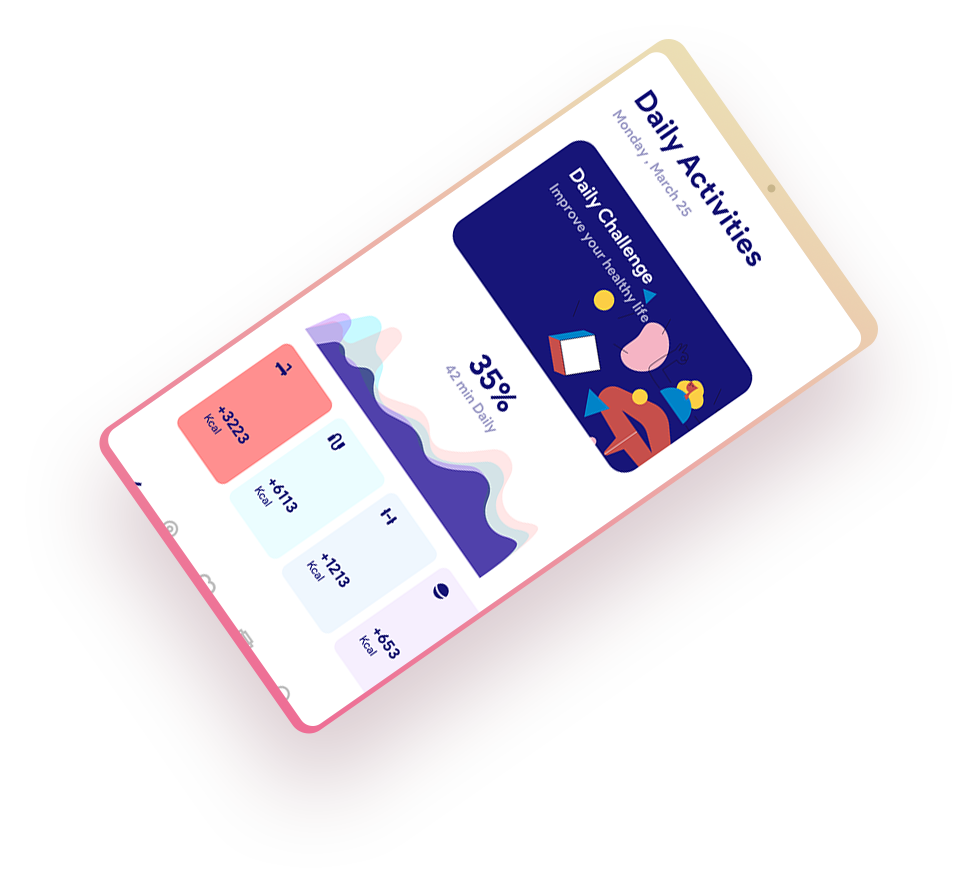 Daily Activities
Monday , March 25
Daily Challenge
Improve your healthy life
35%
42 min Daily
+3223
Kcal
+6113
Kcal
+1213
Kcal
+653
Kcal